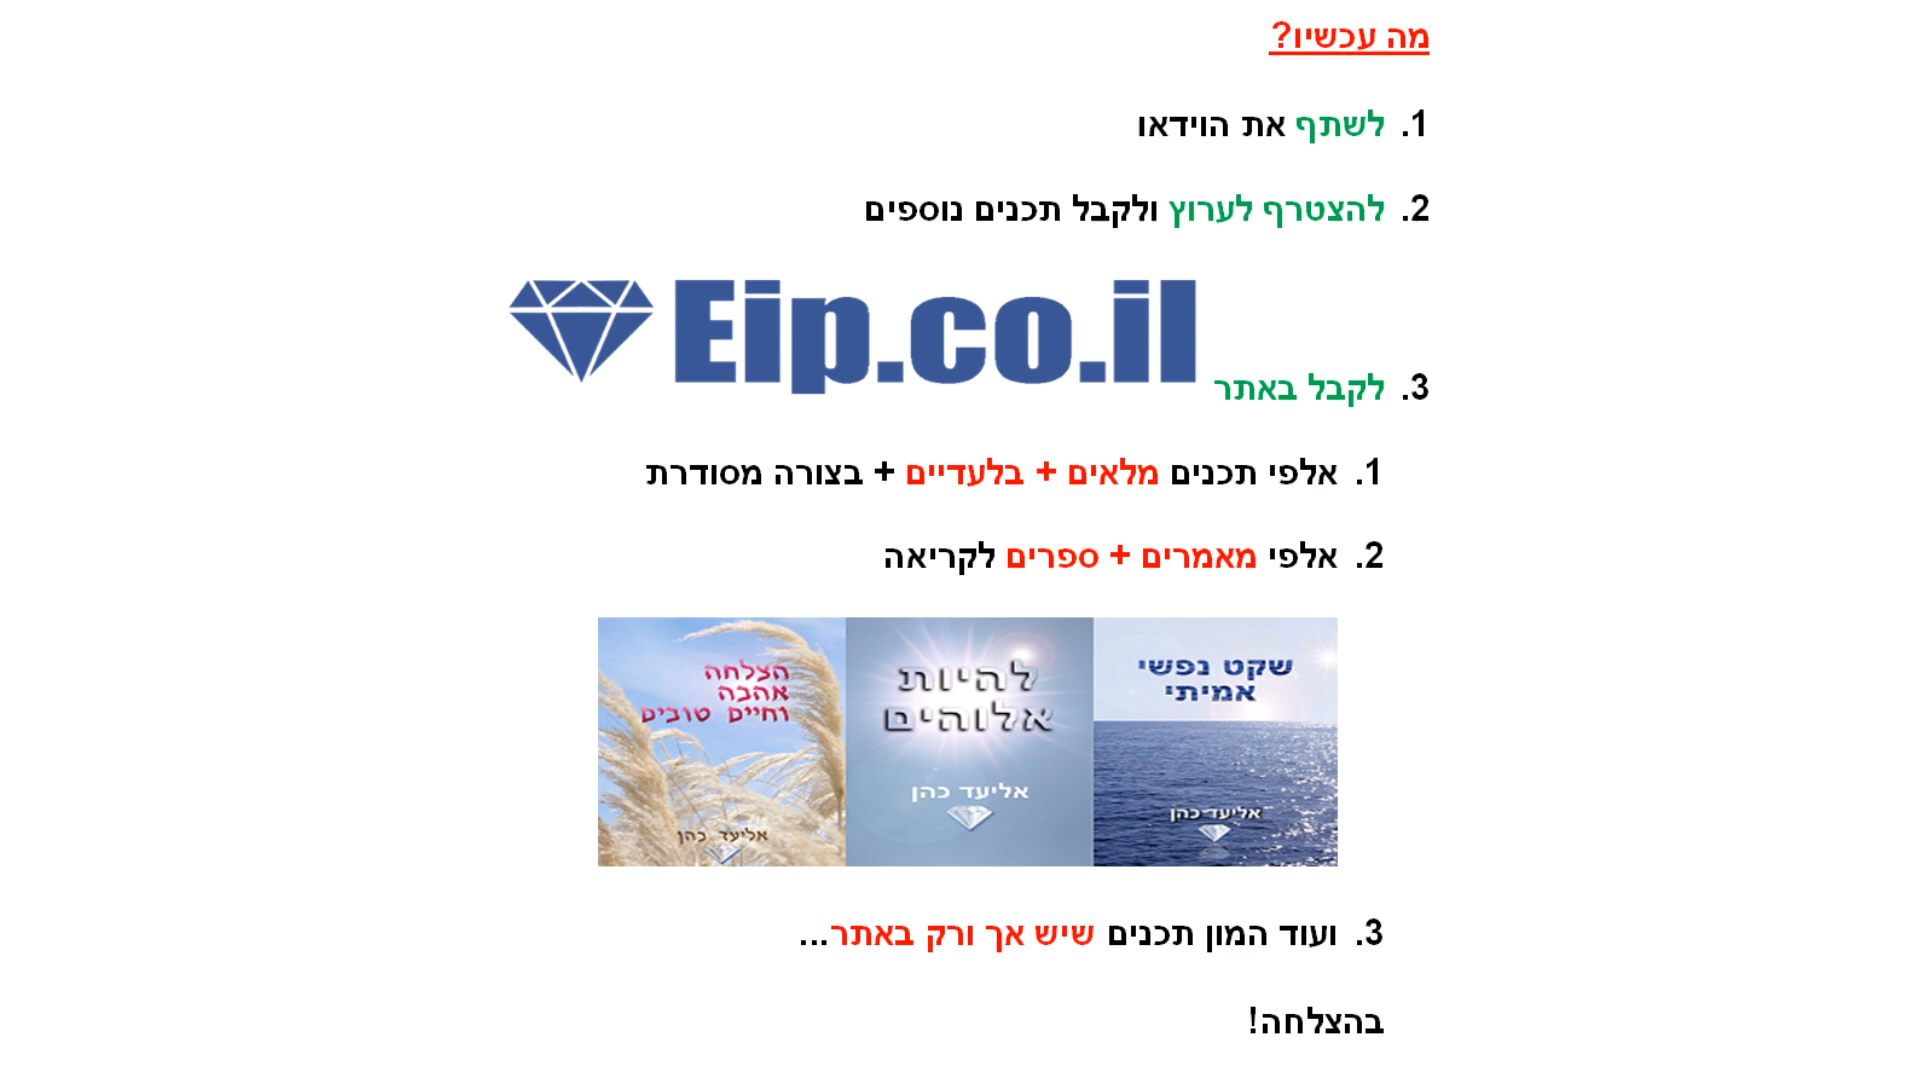 מה עכשיו?
1. לשתף את הוידאו
2. להצטרף לערוץ ולקבל תכנים נוספים
3. לקבל באתר Eip.co.il
1. אלפי תכנים מלאים + בלעדיים + בצורה מסודרת
2. אלפי מאמרים + ספרים לקריאה
שקט נפשי
אמיתי
אליעד כהן
להיות
אלוהים
אליעד כהן
הצלחה
אהבה
וחיים טובים
אליעד כהן
3. ועוד המון תכנים שיש אך ורק באתר...
בהצלחה!